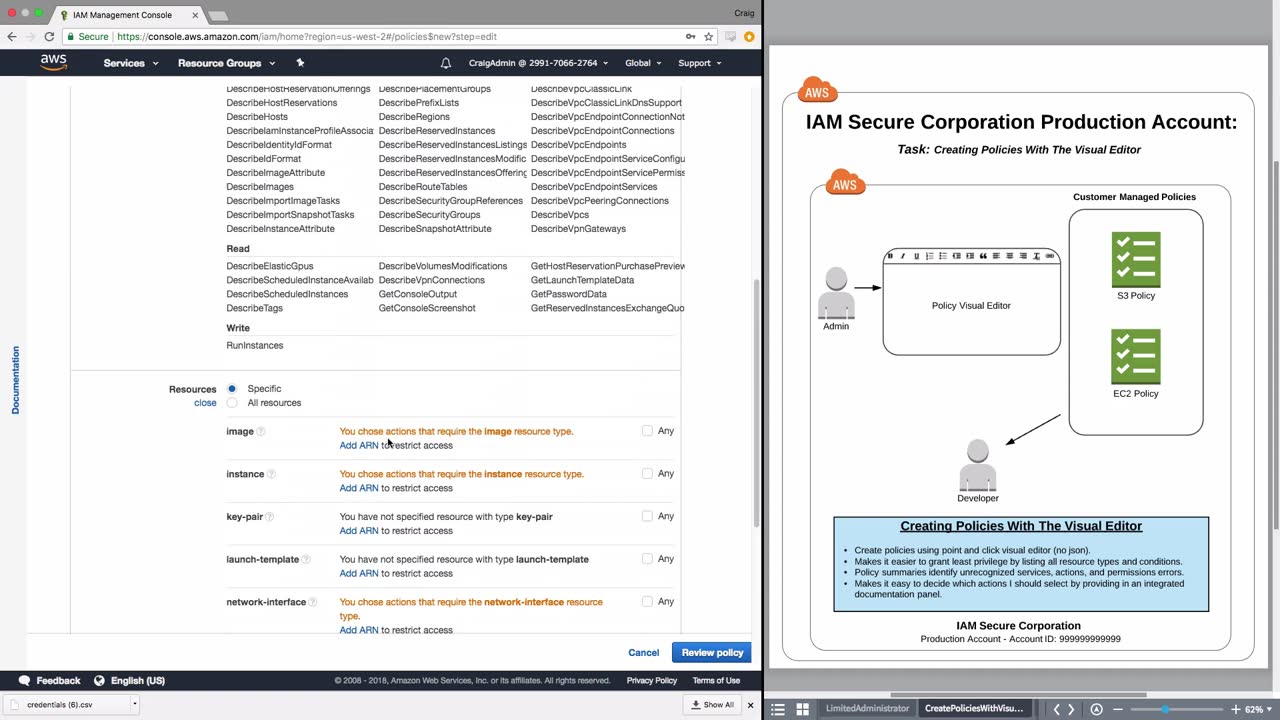 IAM Management Console
Craig
Secure https://console.aws.amazon.com/iam/home?region=us-west-2#/policies$new?step=edit
aws Services Resource Groups CraigAdmin @ 2991-7066-2764 Global Support
Documentation
DescribeHostReservationOfferings DescribePlacementGroups DescribeVpcClassicLink
DescribeHostReservations DescribePrefixLists DescribeVpcClassicLinkDnsSupport
DescribeHosts DescribeRegions DescribeVpcEndpointConnectionNot
DescribeIamInstanceProfileAssocia DescribeReservedInstances DescribeVpcEndpointConnections
DescribeIdentityIdFormat DescribeReservedInstancesListings DescribeVpcEndpoints
DescribeIdFormat DescribeReservedInstancesModific DescribeVpcEndpointServiceConfigu
DescribeImageAttribute DescribeReservedInstancesOffering DescribeVpcEndpointServicePermiss
DescribeImages DescribeRouteTables DescribeVpcEndpointServices
DescribeImportImageTasks DescribeSecurityGroupReferences DescribeVpcPeeringConnections
DescribeImportSnapshotTasks DescribeSecurityGroups DescribeVpcs
DescribeInstanceAttribute DescribeSnapshotAttribute DescribeVpnGateways
Read
DescribeElasticGpus DescribeVolumesModifications GetHostReservationPurchasePreview
DescribeScheduledInstanceAvailab DescribeVpnConnections GetLaunchTemplateData
DescribeScheduledInstances GetConsoleOutput GetPasswordData
DescribeTags GetConsoleScreenshot GetReservedInstancesExchangeQuo
Write
RunInstances
Resources Specific
close All resources
image You chose actions that require the image resource type. Any
Add ARN to restrict access
instance You chose actions that require the instance resource type. Any
Add ARN to restrict access
key-pair You have not specified resource with type key-pair Any
Add ARN to restrict access
launch-template You have not specified resource with type launch-template Any
Add ARN to restrict access
network-interface You chose actions that require the network-interface resource Any
type.
Add ARN to restrict access
Cancel Review policy
Feedback English (US) © 2008 - 2018, Amazon Web Services, Inc. or its affiliates. All rights reserved. Privacy Policy Terms of Use
credentials (6).csv Show All
AWS
IAM Secure Corporation Production Account:
Task: Creating Policies With The Visual Editor
AWS
Customer Managed Policies
Policy Visual Editor
Admin
S3 Policy
EC2 Policy
Developer
Creating Policies With The Visual Editor
• Create policies using point and click visual editor (no json).
• Makes it easier to grant least privilege by listing all resource types and conditions.
• Policy summaries identify unrecognized services, actions, and permissions errors.
• Makes it easy to decide which actions I should select by providing in an integrated
documentation panel.
IAM Secure Corporation
Production Account - Account ID: 999999999999
LimitedAdministrator CreatePoliciesWithVisu... 62%